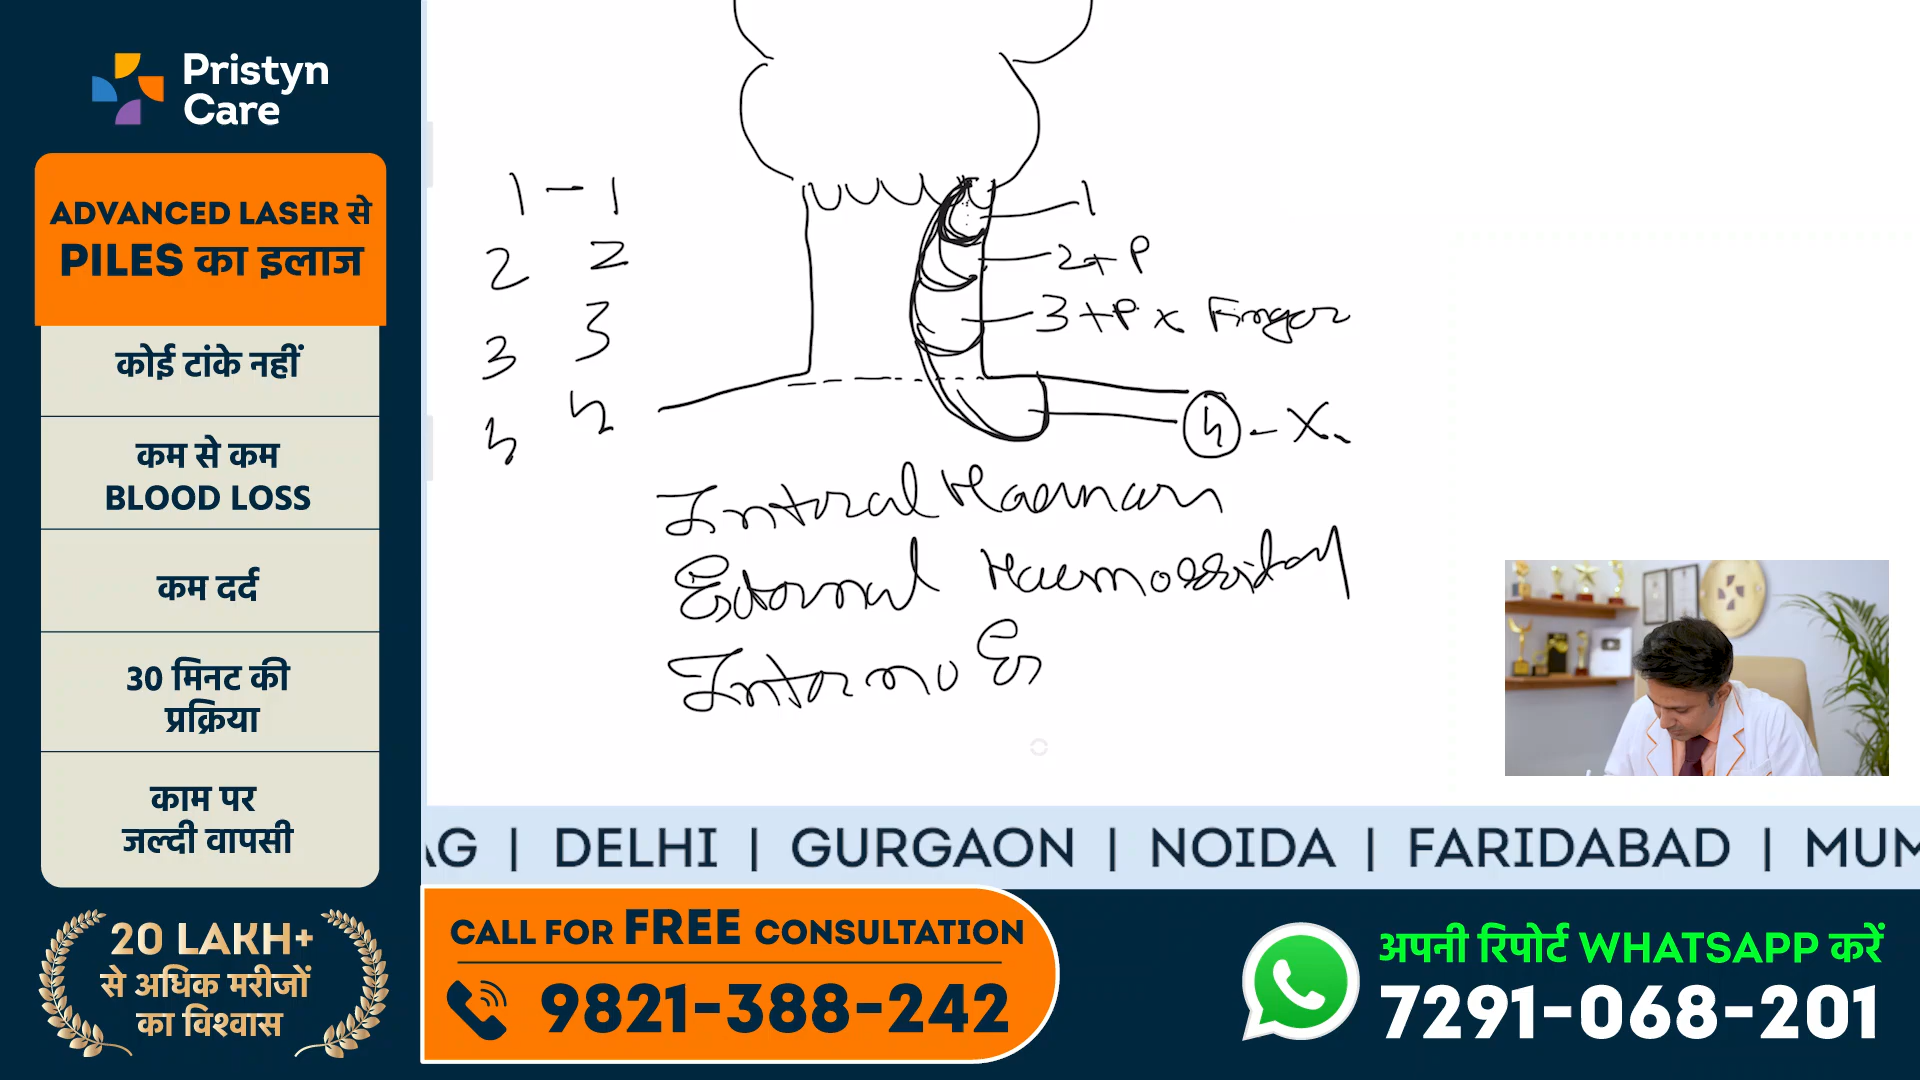 Pristyn
Care
ADVANCED LASER से
PILES का इलाज
कोई टांके नहीं
कम से कम
BLOOD LOSS
कम दर्द
30 मिनट की
प्रक्रिया
काम पर
जल्दी वापसी
20 LAKH+
से अधिक मरीजों
का विश्वास
1 - 1
2 2
3 3
4 4
1
2 + P
3 + P x Finger
4 - X.
Internal
External Haemorrhoid
Interno Ex
AG | DELHI | GURGAON | NOIDA | FARIDABAD | MUM
CALL FOR FREE CONSULTATION
9821-388-242
अपनी रिपोर्ट WHATSAPP करें
7291-068-201